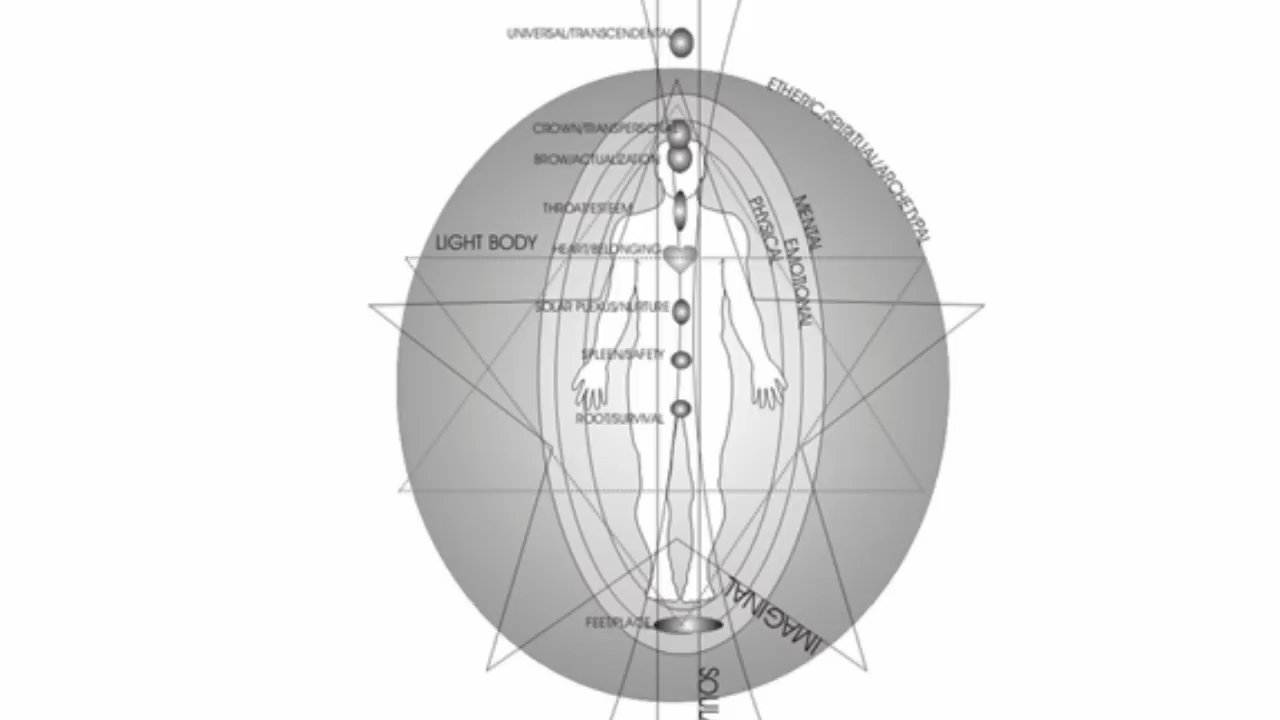 UNIVERSAL/TRANSCENDENTAL
ETHERIC/SPIRITUAL/ARCHETYPAL
CROWN/TRANSPERSONAL
BROW/ACTUALIZATION
THROAT/ESTEEM
MENTAL
PHYSICAL
EMOTIONAL
LIGHT BODY
HEART/BELONGING
SOLAR PLEXUS/NURTURE
SPLEEN/SAFETY
ROOT/SURVIVAL
IMAGINAL
FEET/PLACE
SOUL